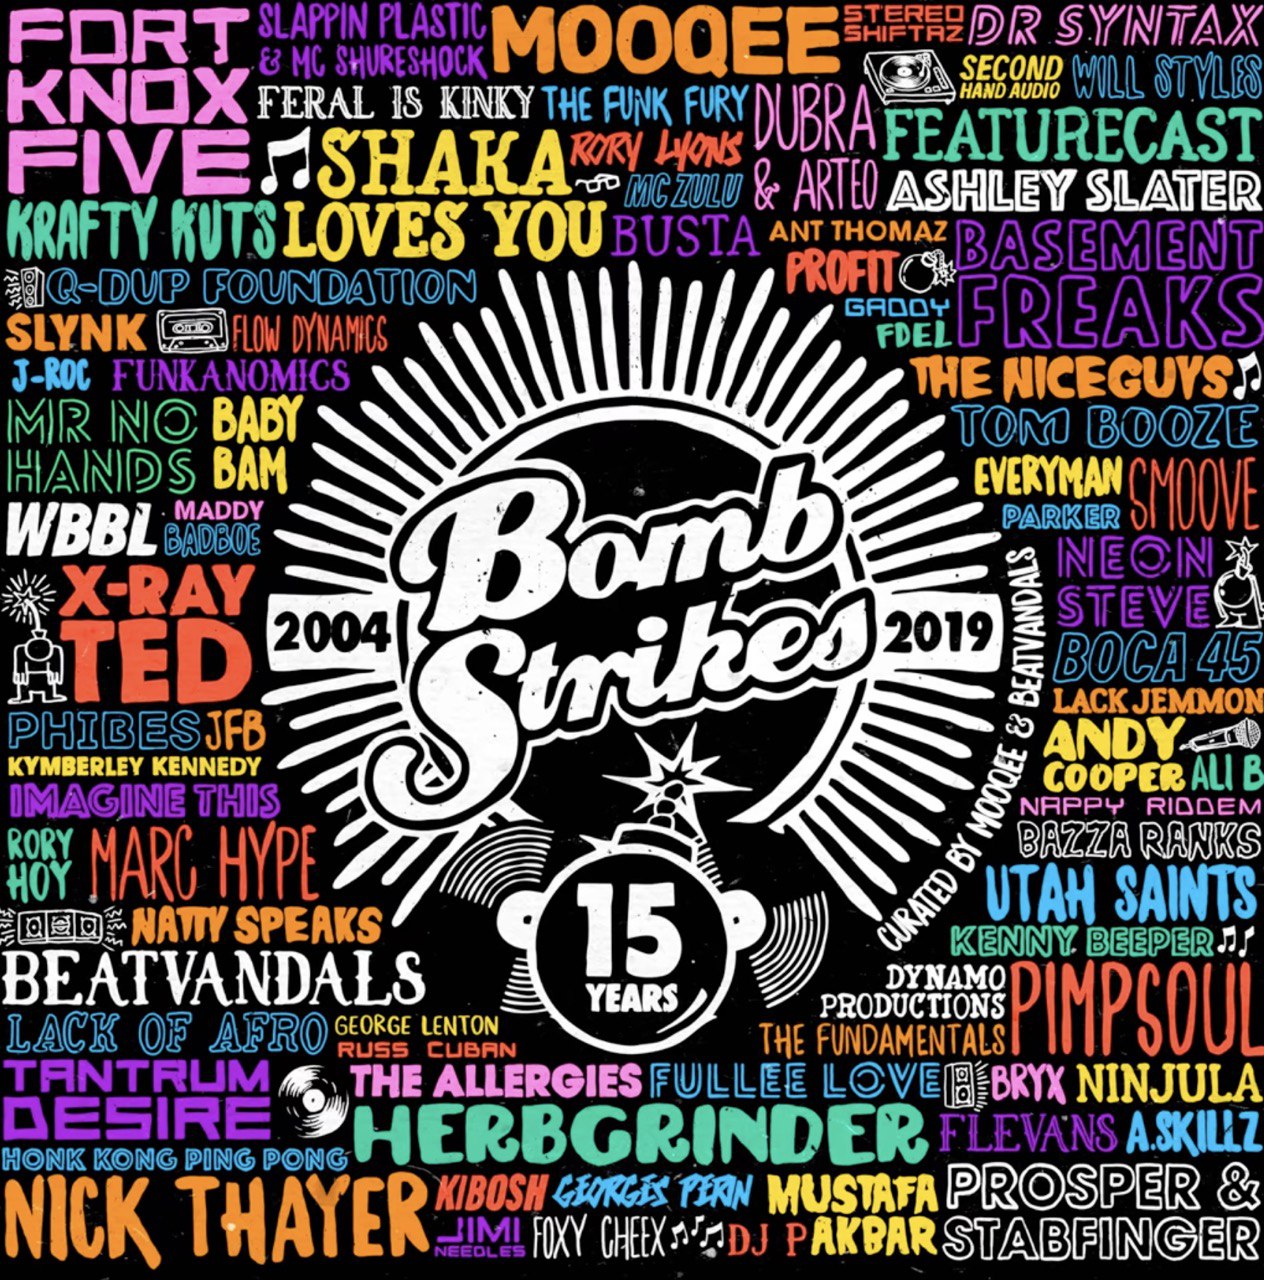 FORT
KNOX
FIVE
SLAPPIN PLASTIC
& MC SHURESHOCK
MOOQEE
STEREO
SHIFTAZ
DR SYNTAX
SECOND
HAND AUDIO
WILL STYLES
FERAL IS KINKY
THE FUNK FURY
DUBRA
& ARTEO
FEATURECAST
SHAKA
LOVES YOU
RORY LYONS
MC ZULU
ASHLEY SLATER
KRAFTY KUTS
BUSTA
ANT THOMAZ
BASEMENT
FREAKS
PROFIT
GADDY
FDEL
Q-DUP FOUNDATION
SLYNK
FLOW DYNAMICS
J-ROC
FUNKANOMICS
THE NICEGUYS
MR NO
HANDS
BABY
BAM
TOM BOOZE
EVERYMAN
SMOOVE
PARKER
WBBL
MADDY
BADBOE
NEON
STEVE
X-RAY
TED
Bomb
Strikes
2004
2019
BOCA 45
LACK JEMMON
PHIBES
JFB
ANDY
COOPER
ALI B
KYMBERLEY KENNEDY
IMAGINE THIS
NAPPY RIDDEM
BAZZA RANKS
CURATED BY MOOQEE & BEATVANDALS
RORY
HOY
MARC HYPE
UTAH SAINTS
NATTY SPEAKS
KENNY BEEPER
15
YEARS
BEATVANDALS
DYNAMO
PRODUCTIONS
PIMPSOUL
LACK OF AFRO
GEORGE LENTON
RUSS CUBAN
THE FUNDAMENTALS
TANTRUM
DESIRE
THE ALLERGIES
FULLEE LOVE
BRYX
NINJULA
HERBGRINDER
FLEVANS
A.SKILLZ
HONK KONG PING PONG
NICK THAYER
KIBOSH
GEORGES PERIN
MUSTAFA
AKBAR
PROSPER &
STABFINGER
JIMI
NEEDLES
FOXY CHEEX
DJ P